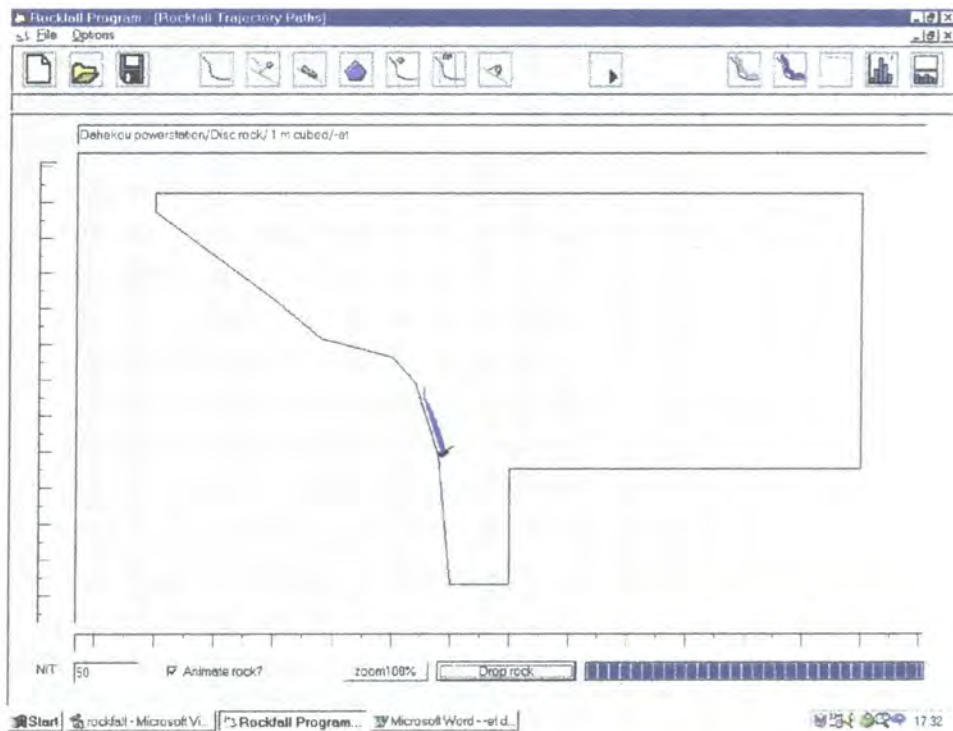 Rockfall Program - [Rockfall Trajectory Paths]
File Options
Dahekou powerstation/Disc rock/ 1 m cubed/-et
NIT 50 Animate rock? zoom100% Drop rock
Start rockfall - Microsoft Vi... Rockfall Program... Microsoft Word - -et d... 17:32